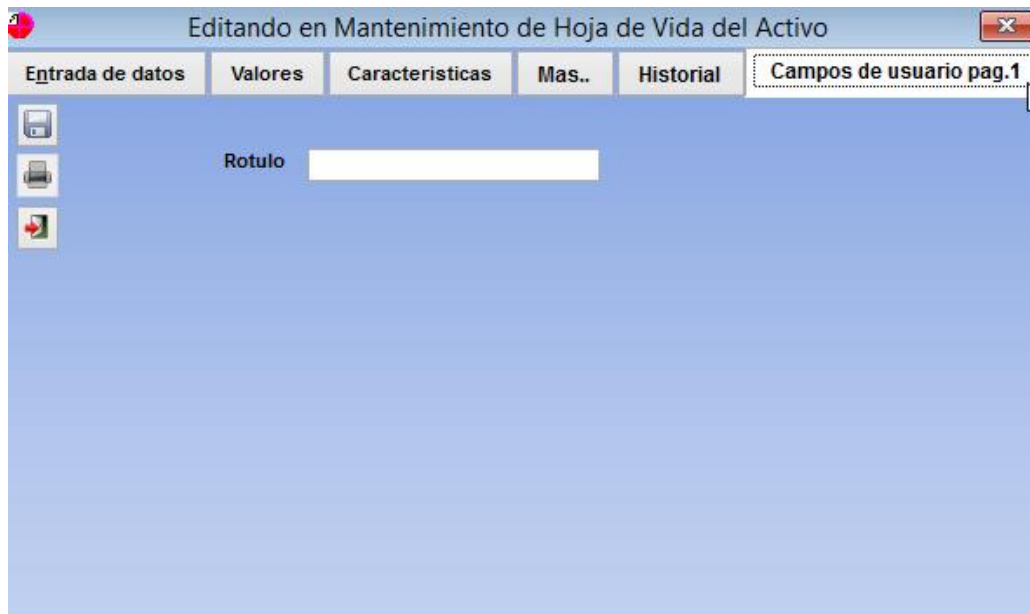 Editando en Mantenimiento de Hoja de Vida del Activo
Entrada de datos Valores Caracteristicas Mas.. Historial Campos de usuario pag.1
Rotulo